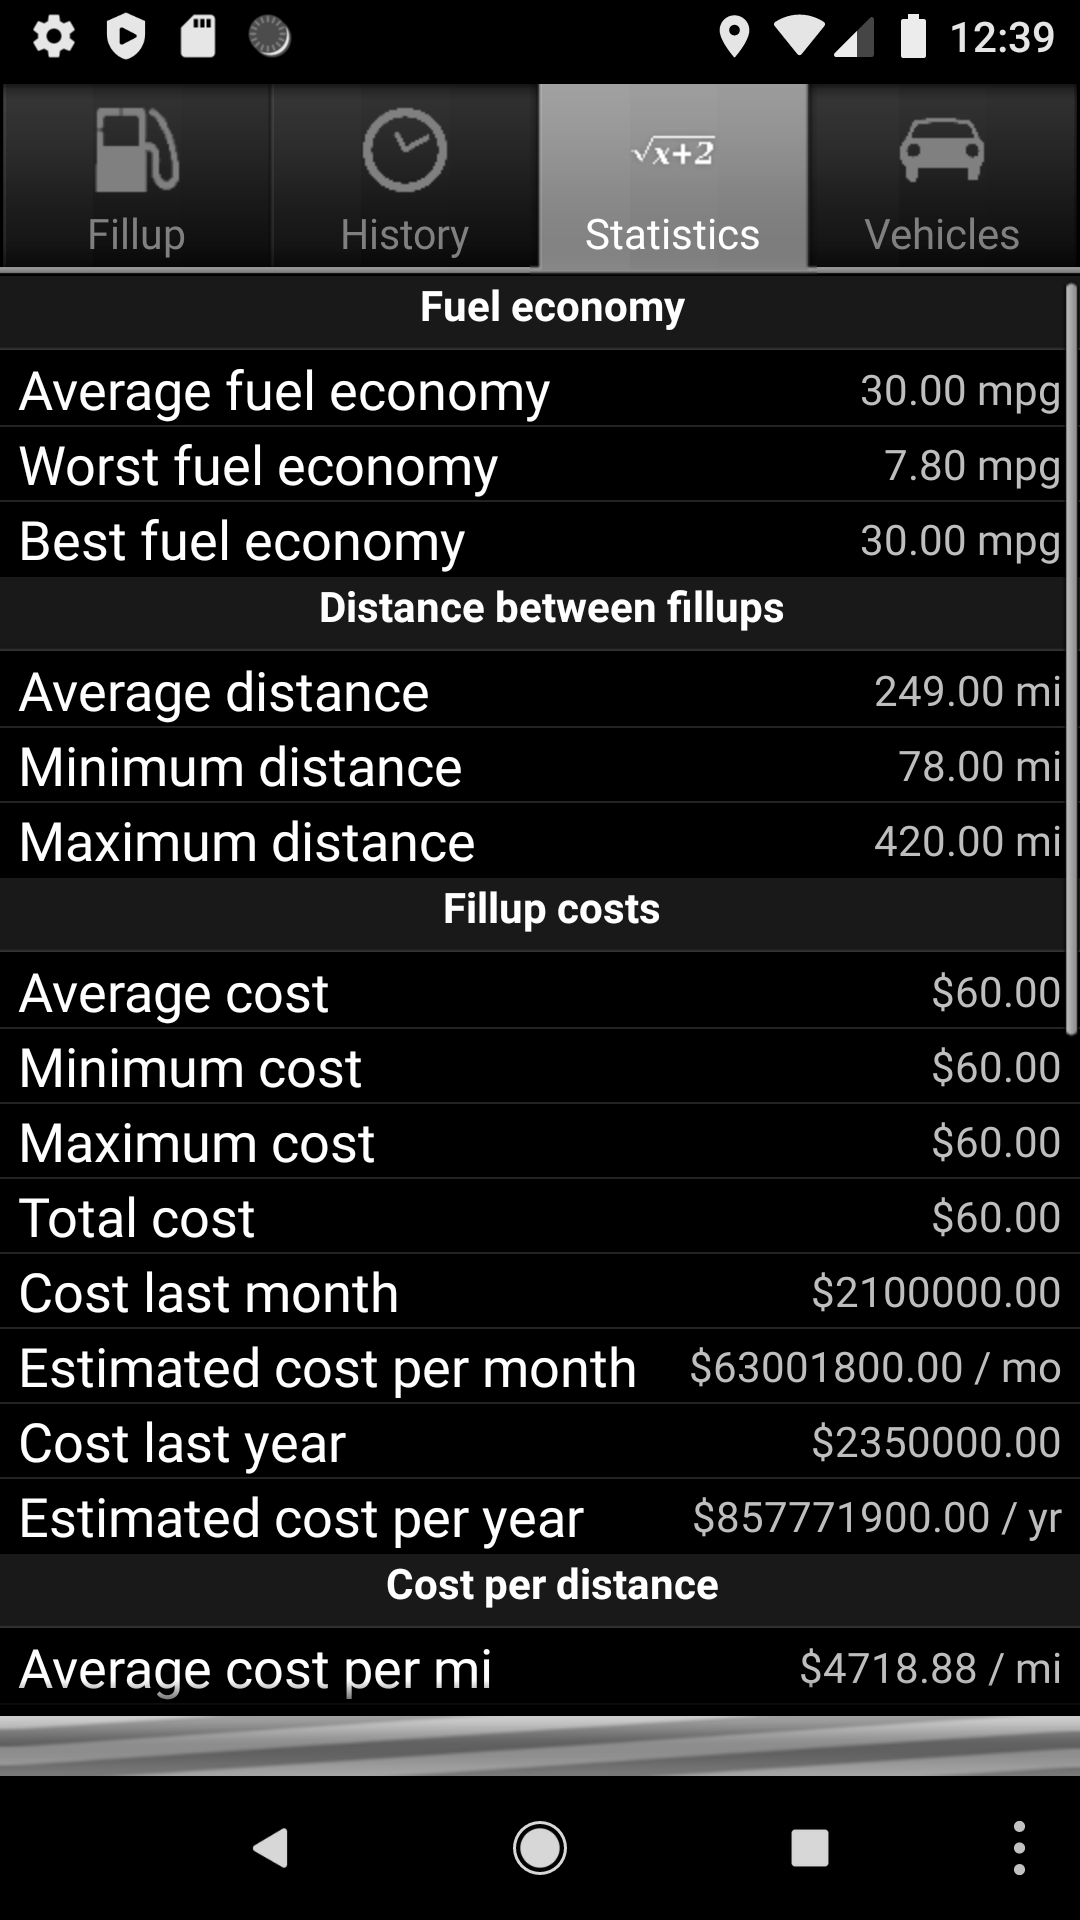 12:39
√x+2
Fillup
History
Statistics
Vehicles
Fuel economy
Average fuel economy 30.00 mpg
Worst fuel economy 7.80 mpg
Best fuel economy 30.00 mpg
Distance between fillups
Average distance 249.00 mi
Minimum distance 78.00 mi
Maximum distance 420.00 mi
Fillup costs
Average cost $60.00
Minimum cost $60.00
Maximum cost $60.00
Total cost $60.00
Cost last month $2100000.00
Estimated cost per month $63001800.00 / mo
Cost last year $2350000.00
Estimated cost per year $857771900.00 / yr
Cost per distance
Average cost per mi $4718.88 / mi